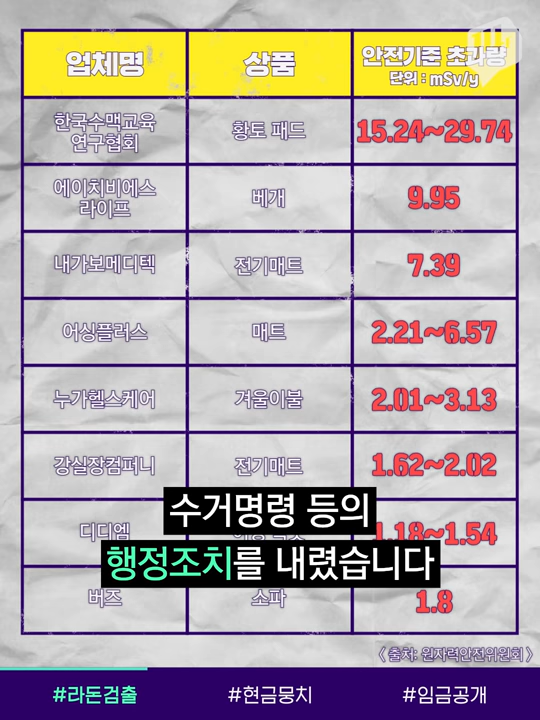 업체명 상품 안전기준 초과량
단위 : mSv/y
한국수맥교육
연구협회 황토 패드 15.24~29.74
에이치비에스
라이프 베개 9.95
내가보메디텍 전기매트 7.39
어싱플러스 매트 2.21~6.57
누가헬스케어 겨울이불 2.01~3.13
강실장컴퍼니 전기매트 1.62~2.02
수거명령 등의
디디엠 1.18~1.54
행정조치를 내렸습니다
버즈 소파 1.8
〈 출처: 원자력안전위원회 〉
#라돈검출 #현금뭉치 #임금공개